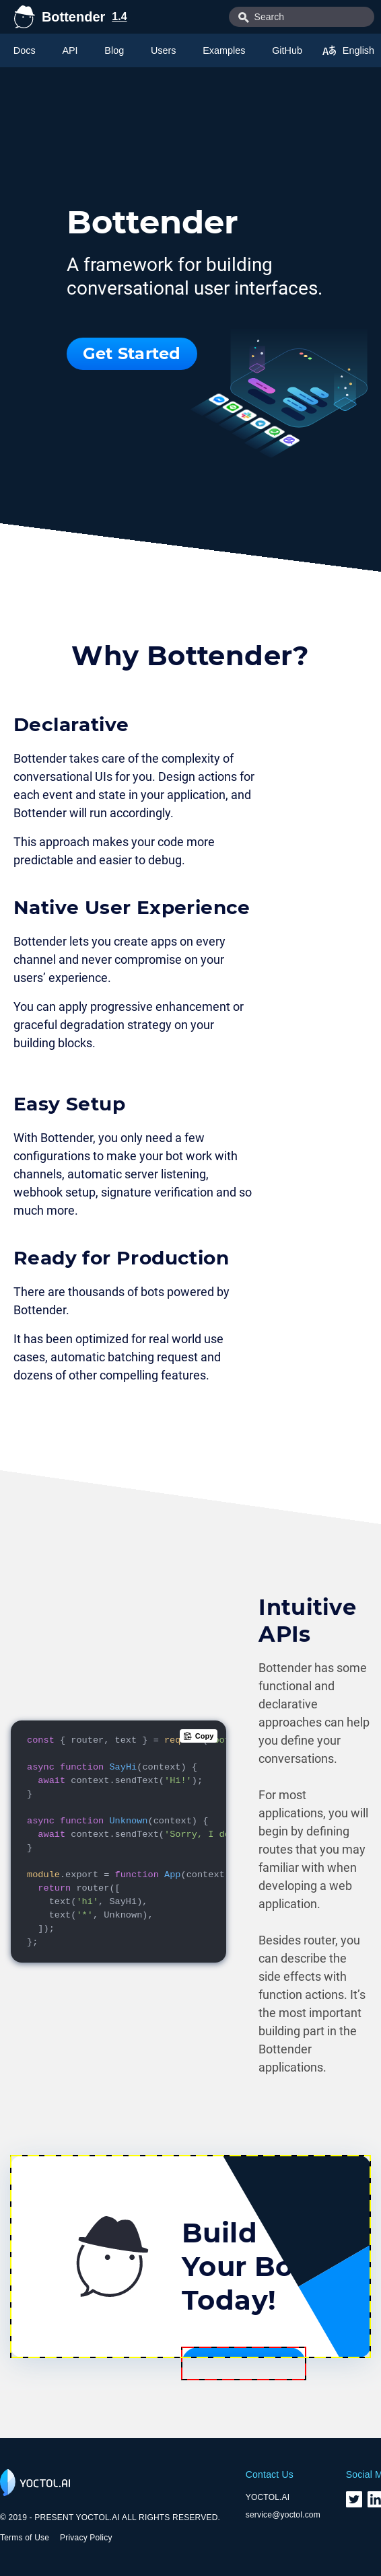 Bottender 1.4
Search
Docs API Blog Users Examples GitHub English
Bottender
A framework for building
conversational user interfaces.
Get Started
Why Bottender?
Declarative
Bottender takes care of the complexity of
conversational UIs for you. Design actions for
each event and state in your application, and
Bottender will run accordingly.
This approach makes your code more
predictable and easier to debug.
Native User Experience
Bottender lets you create apps on every
channel and never compromise on your
users’ experience.
You can apply progressive enhancement or
graceful degradation strategy on your
building blocks.
Easy Setup
With Bottender, you only need a few
configurations to make your bot work with
channels, automatic server listening,
webhook setup, signature verification and so
much more.
Ready for Production
There are thousands of bots powered by
Bottender.
It has been optimized for real world use
cases, automatic batching request and
dozens of other compelling features.
Intuitive
APIs
Bottender has some
functional and
declarative
approaches can help
you define your
conversations.
For most
applications, you will
begin by defining
routes that you may
familiar with when
developing a web
application.
Besides router, you
can describe the
side effects with
function actions. It’s
the most important
building part in the
Bottender
applications.
Copy
const { router, text } =
async function SayHi(context) {
await context.sendText('Hi!');
}
async function Unknown(context) {
await context.sendText('Sorry, I
}
module.export = function App(context
return router([
text('hi', SayHi),
text('*', Unknown),
]);
};
Build
Your
Today!
YOCTOL.AI
© 2019 - PRESENT YOCTOL.AI ALL RIGHTS RESERVED.
Terms of Use Privacy Policy
Contact Us
YOCTOL.AI
service@yoctol.com
Social